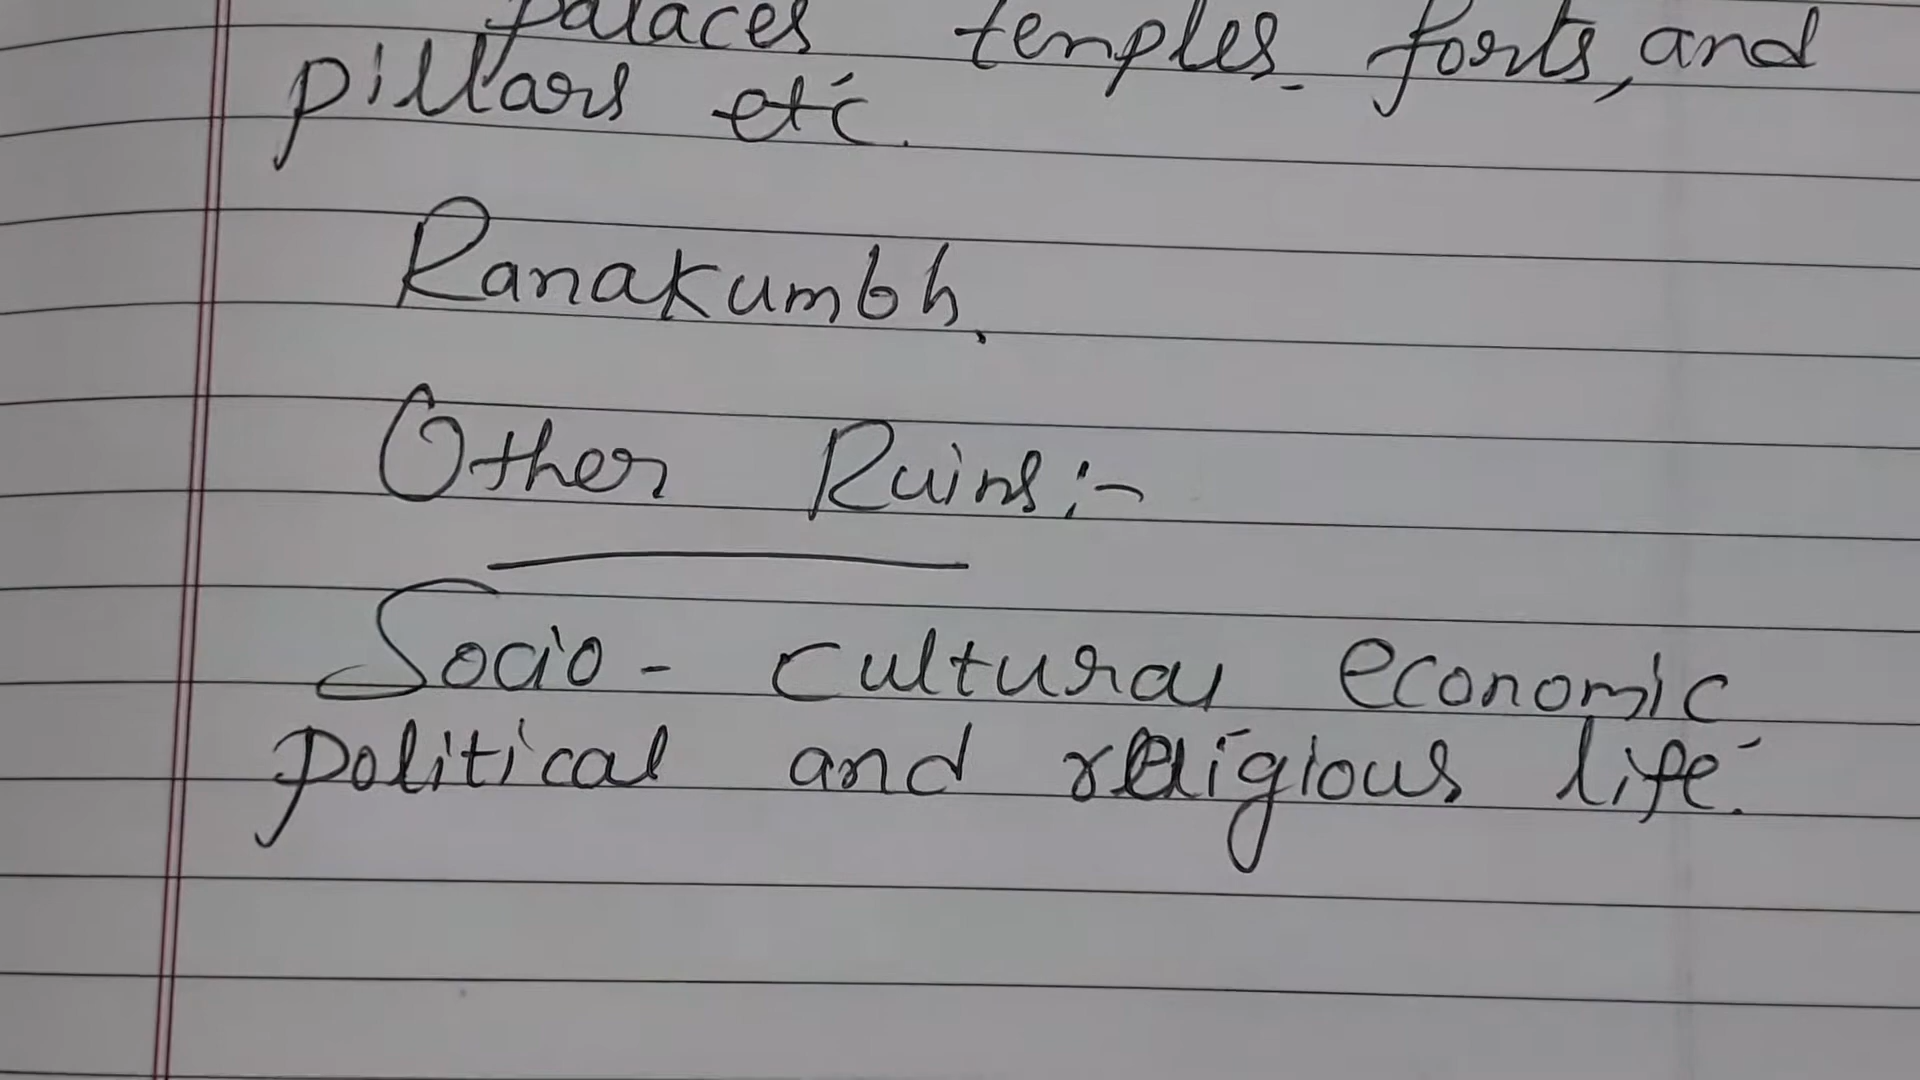 palaces temples forts, and
pillars etc.
Ranakumbh.
Other Ruins:-
Socio - cultural economic
political and religious life.